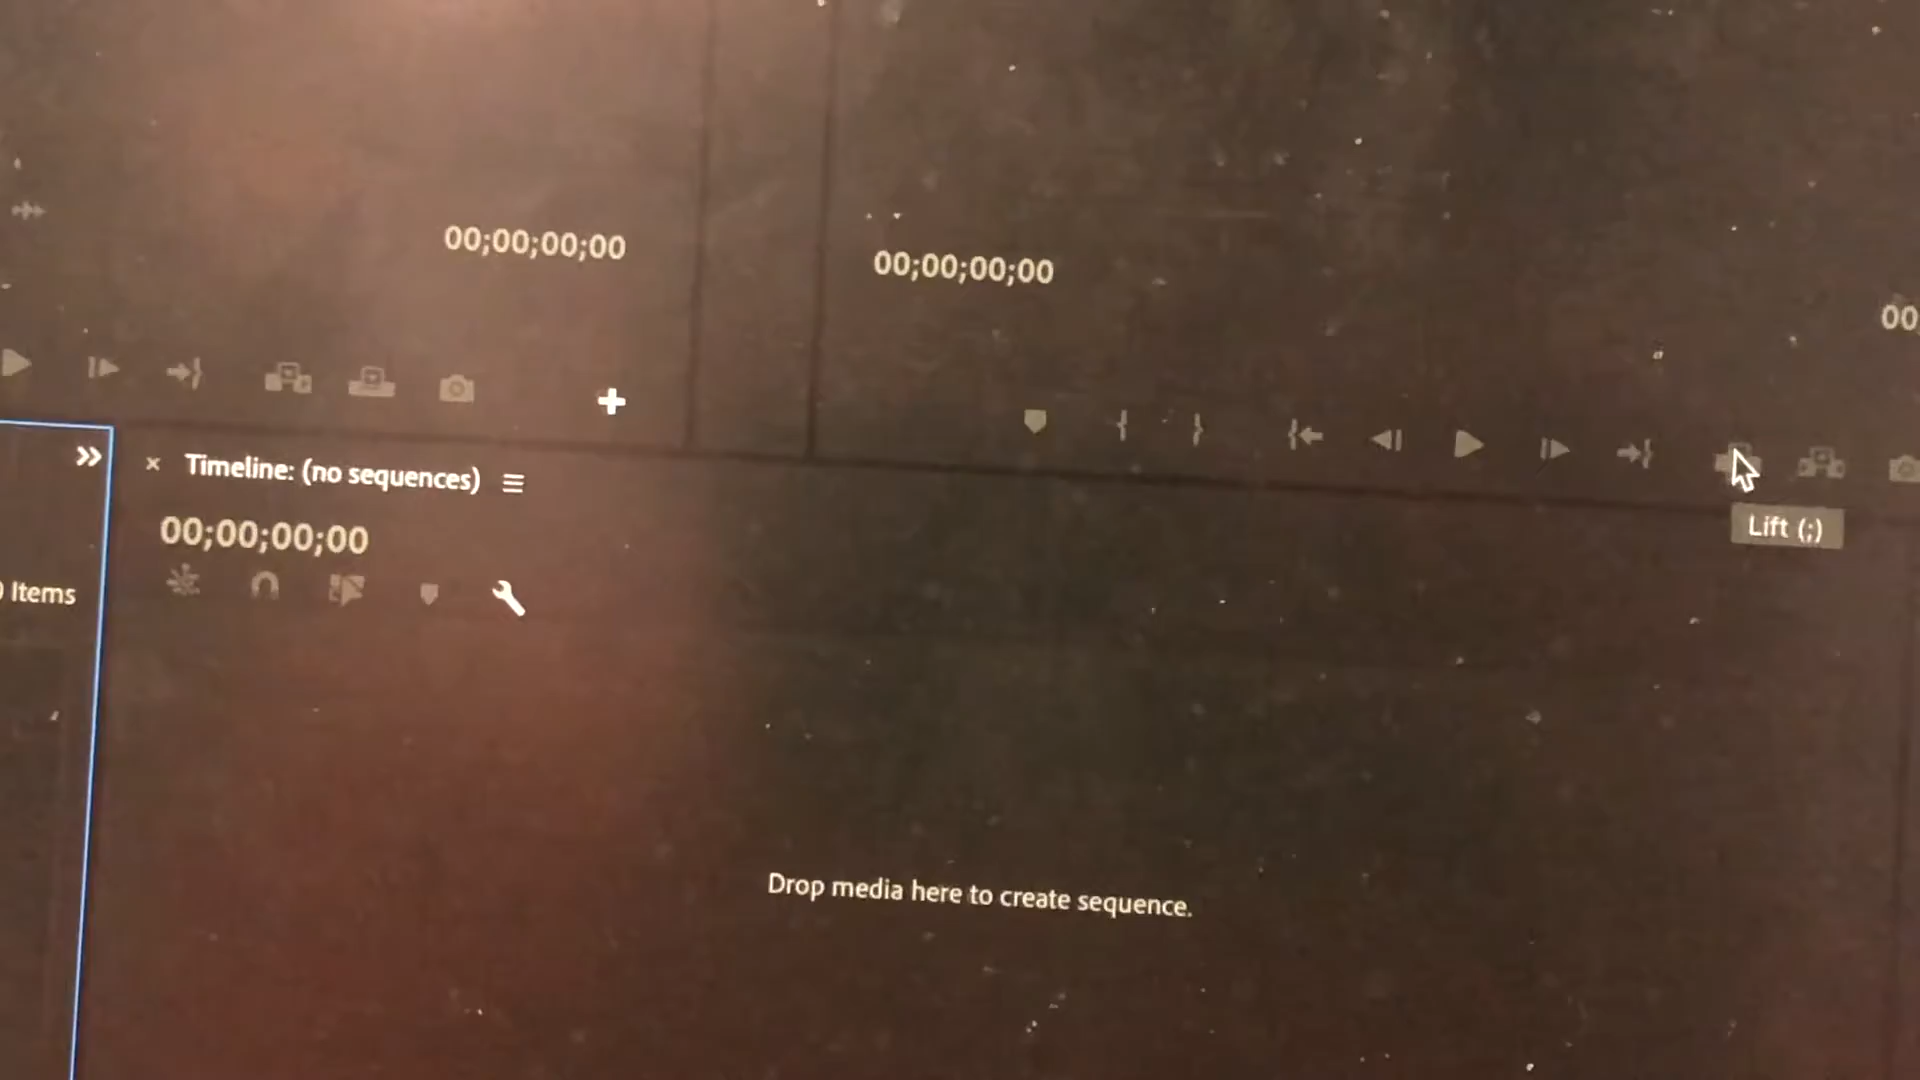 00;00;00;00
00;00;00;00
00
Timeline: (no sequences)
00;00;00;00
Lift (;)
Items
Drop media here to create sequence.